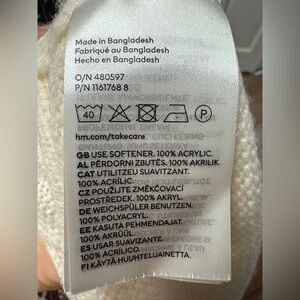 Made in Bangladesh
Fabriqué au Bangladesh
Hecho en Bangladesh
O/N 480597
P/N 1161768 8
40 P
hm.com/takecare
GB USE SOFTENER. 100% ACRYLIC.
AL PËRDORNI ZBUTËS. 100% AKRILIK.
CAT UTILITZEU SUAVITZANT.
100% ACRÍLIC.
CZ POUŽIJTE ZMĚKČOVACÍ
PROSTŘEDEK. 100% AKRYL.
DE WEICHSPÜLER BENUTZEN.
100% POLYACRYL.
EE KASUTA PEHMENDAJAT.
100% AKRÜÜL.
ES USAR SUAVIZANTE.
100% ACRÍLICO.
FI KÄYTÄ HUUHTELUAINETTA.